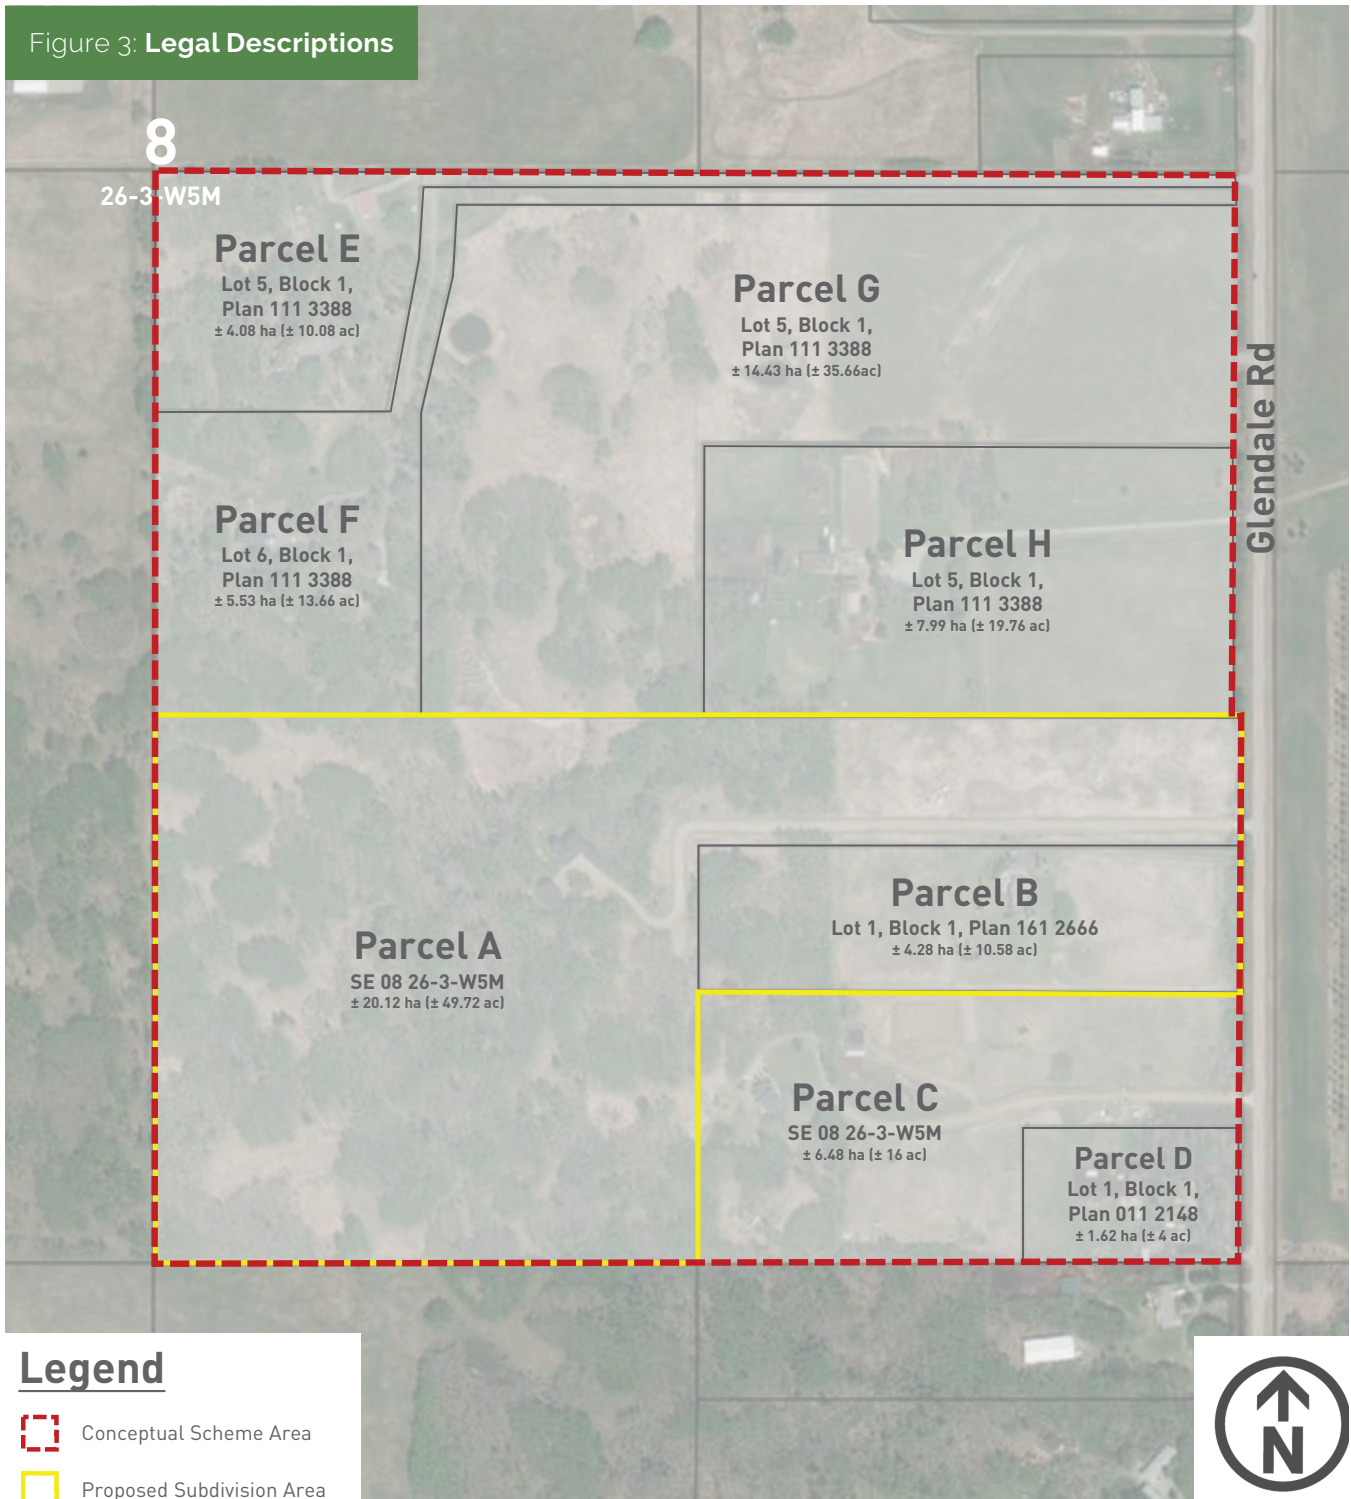 Figure 3: Legal Descriptions
8
26-3-W5M
Parcel E
Lot 5, Block 1,
Plan 111 3388
± 4.08 ha (± 10.08 ac)
Parcel G
Lot 5, Block 1,
Plan 111 3388
± 14.43 ha (± 35.66ac)
Glendale Rd
Parcel F
Lot 6, Block 1,
Plan 111 3388
± 5.53 ha (± 13.66 ac)
Parcel H
Lot 5, Block 1,
Plan 111 3388
± 7.99 ha (± 19.76 ac)
Parcel B
Lot 1, Block 1, Plan 161 2666
± 4.28 ha (± 10.58 ac)
Parcel A
SE 08 26-3-W5M
± 20.12 ha (± 49.72 ac)
Parcel C
SE 08 26-3-W5M
± 6.48 ha (± 16 ac)
Parcel D
Lot 1, Block 1,
Plan 011 2148
± 1.62 ha (± 4 ac)
Legend
Conceptual Scheme Area
Proposed Subdivision Area
N